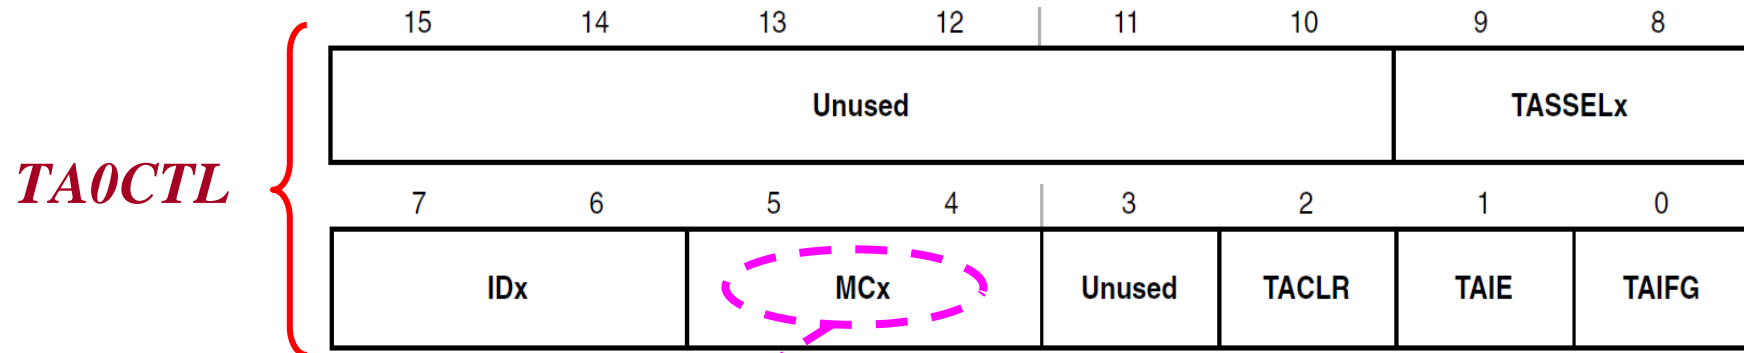 15 14 13 12 11 10 9 8
Unused TASSELx
TA0CTL
7 6 5 4 3 2 1 0
IDx MCx Unused TACLR TAIE TAIFG